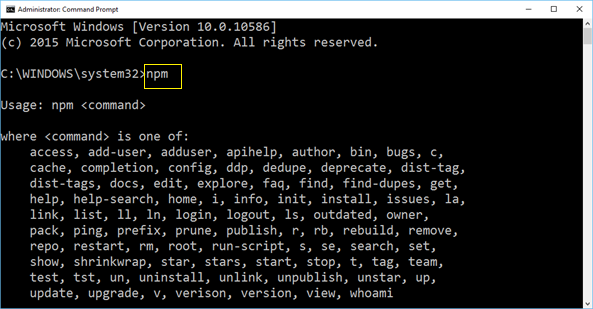 Administrator: Command Prompt
Microsoft Windows [Version 10.0.10586]
(c) 2015 Microsoft Corporation. All rights reserved.
C:\WINDOWS\system32>npm
Usage: npm <command>
where <command> is one of:
access, add-user, adduser, apihelp, author, bin, bugs, c,
cache, completion, config, ddp, dedupe, deprecate, dist-tag,
dist-tags, docs, edit, explore, faq, find, find-dupes, get,
help, help-search, home, i, info, init, install, issues, la,
link, list, ll, ln, login, logout, ls, outdated, owner,
pack, ping, prefix, prune, publish, r, rb, rebuild, remove,
repo, restart, rm, root, run-script, s, se, search, set,
show, shrinkwrap, star, stars, start, stop, t, tag, team,
test, tst, un, uninstall, unlink, unpublish, unstar, up,
update, upgrade, v, verison, version, view, whoami